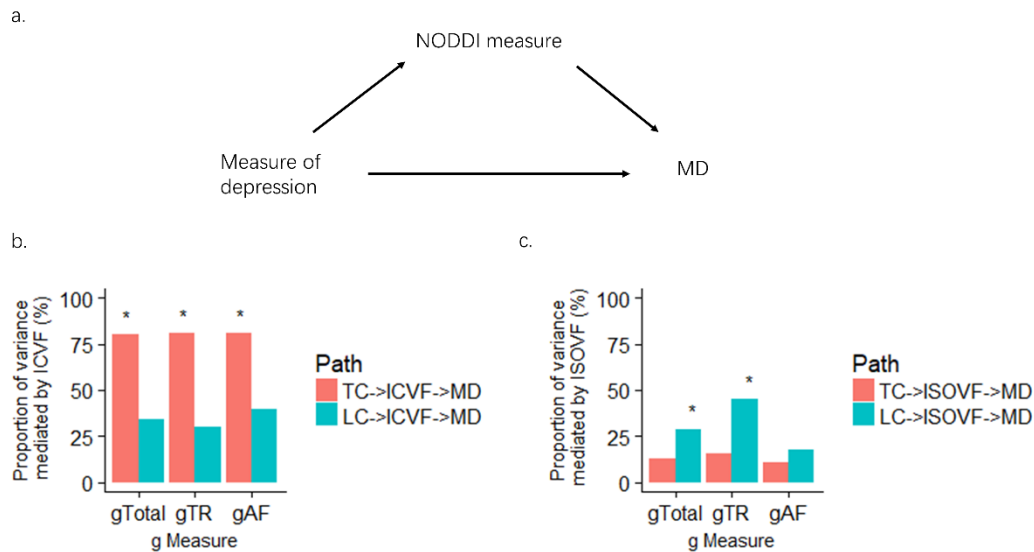 a.
NODDI measure
Measure of
depression
MD
b.
Proportion of variance
mediated by ICVF (%)
100
75
50
25
0
*
*
*
gTotal gTR gAF
g Measure
Path
TC->ICVF->MD
LC->ICVF->MD
c.
Proportion of variance
mediated by ISOVF (%)
100
75
50
25
0
*
*
gTotal gTR gAF
g Measure
Path
TC->ISOVF->MD
LC->ISOVF->MD